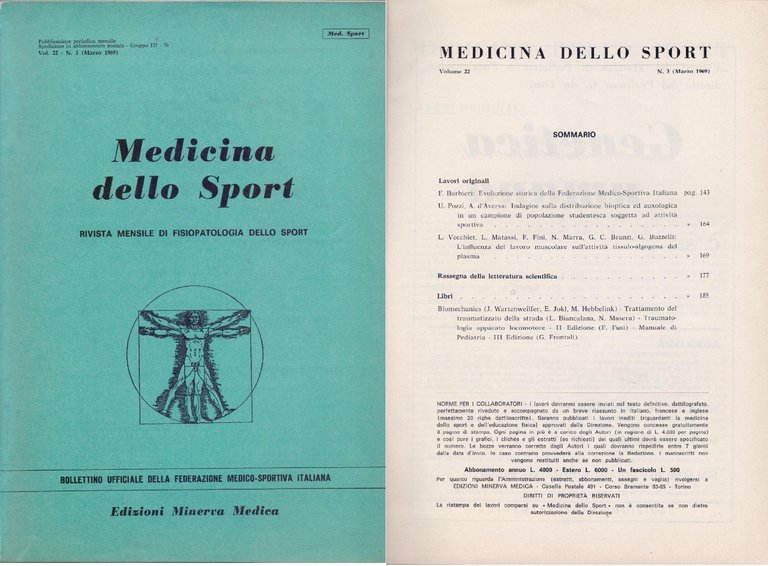 Med. Sport
Pubblicazione periodica mensile
Spedizione in abbonamento postale - Gruppo III - 70
Vol. 22 - N. 3 (Marzo 1969)
Medicina
dello Sport
RIVISTA MENSILE DI FISIOPATOLOGIA DELLO SPORT
BOLLETTINO UFFICIALE DELLA FEDERAZIONE MEDICO-SPORTIVA ITALIANA
Edizioni Minerva Medica
MEDICINA DELLO SPORT
Volume 22 N. 3 (Marzo 1969)
SOMMARIO
Lavori originali
F. Barbieri: Evoluzione storica della Federazione Medico-Sportiva Italiana pag. 143
U. Pozzi, A. d'Aversa: Indagine sulla distribuzione bioptica ed auxologica
in un campione di popolazione studentesca soggetta ad attività
sportiva . . . . . . . . . . . . . . . . » 164
L. Vecchiet, L. Matassi, F. Fini, N. Marra, G. C. Branzi, G. Buzzelli:
L'influenza del lavoro muscolare sull'attività tissulo-algogena del
plasma . . . . . . . . . . . . . . . . » 169
Rassegna della letteratura scientifica . . . . . . . . . . » 177
Libri . . . . . . . . . . . . . . . . . . » 185
Biomechanics (J. Wartenweilfer, E. Jokl, M. Hebbelink) - Trattamento del
traumatizzato della strada (L. Biancalana, N. Masera) - Traumato-
logia apparato locomotore - II Edizione (F. Fusi) - Manuale di
Pediatria - III Edizione (G. Frontali)
NORME PER I COLLABORATORI - I lavori dovranno essere inviati nel testo definitivo, dattilografato,
perfettamente riveduto e accompagnato da un breve riassunto in italiano, francese e inglese
(massimo 20 righe dattiloscritte). Saranno pubblicati i lavori inediti (riguardanti la medicina
dello sport e dell'educazione fisica) approvati dalla Direzione. Vengono concesse gratuitamente
8 pagine di stampa. Ogni pagina in più è a carico degli Autori (in ragione di L. 4.000 per pagina)
e così pure i grafici, i clichés e gli estratti (se richiesti) dei quali ultimi dovrà essere specificato
il numero. Le bozze verranno corrette dagli Autori i quali dovranno rispedirle entro 7 giorni
dalla data d'invio. In caso contrario provvederà alla correzione la Redazione. I manoscritti non
vengono restituiti anche se non pubblicati.
Abbonamento annuo L. 4000 - Estero L. 6000 - Un fascicolo L. 500
Per quanto riguarda l'Amministrazione (estratti, abbonamenti, assegni e vaglia) rivolgersi a
EDIZIONI MINERVA MEDICA - Casella Postale 491 - Corso Bramante 83-85 - Torino
DIRITTI DI PROPRIETÀ RISERVATI
La ristampa dei lavori comparsi su «Medicina dello Sport» non è consentita se non dietro
autorizzazione della Direzione